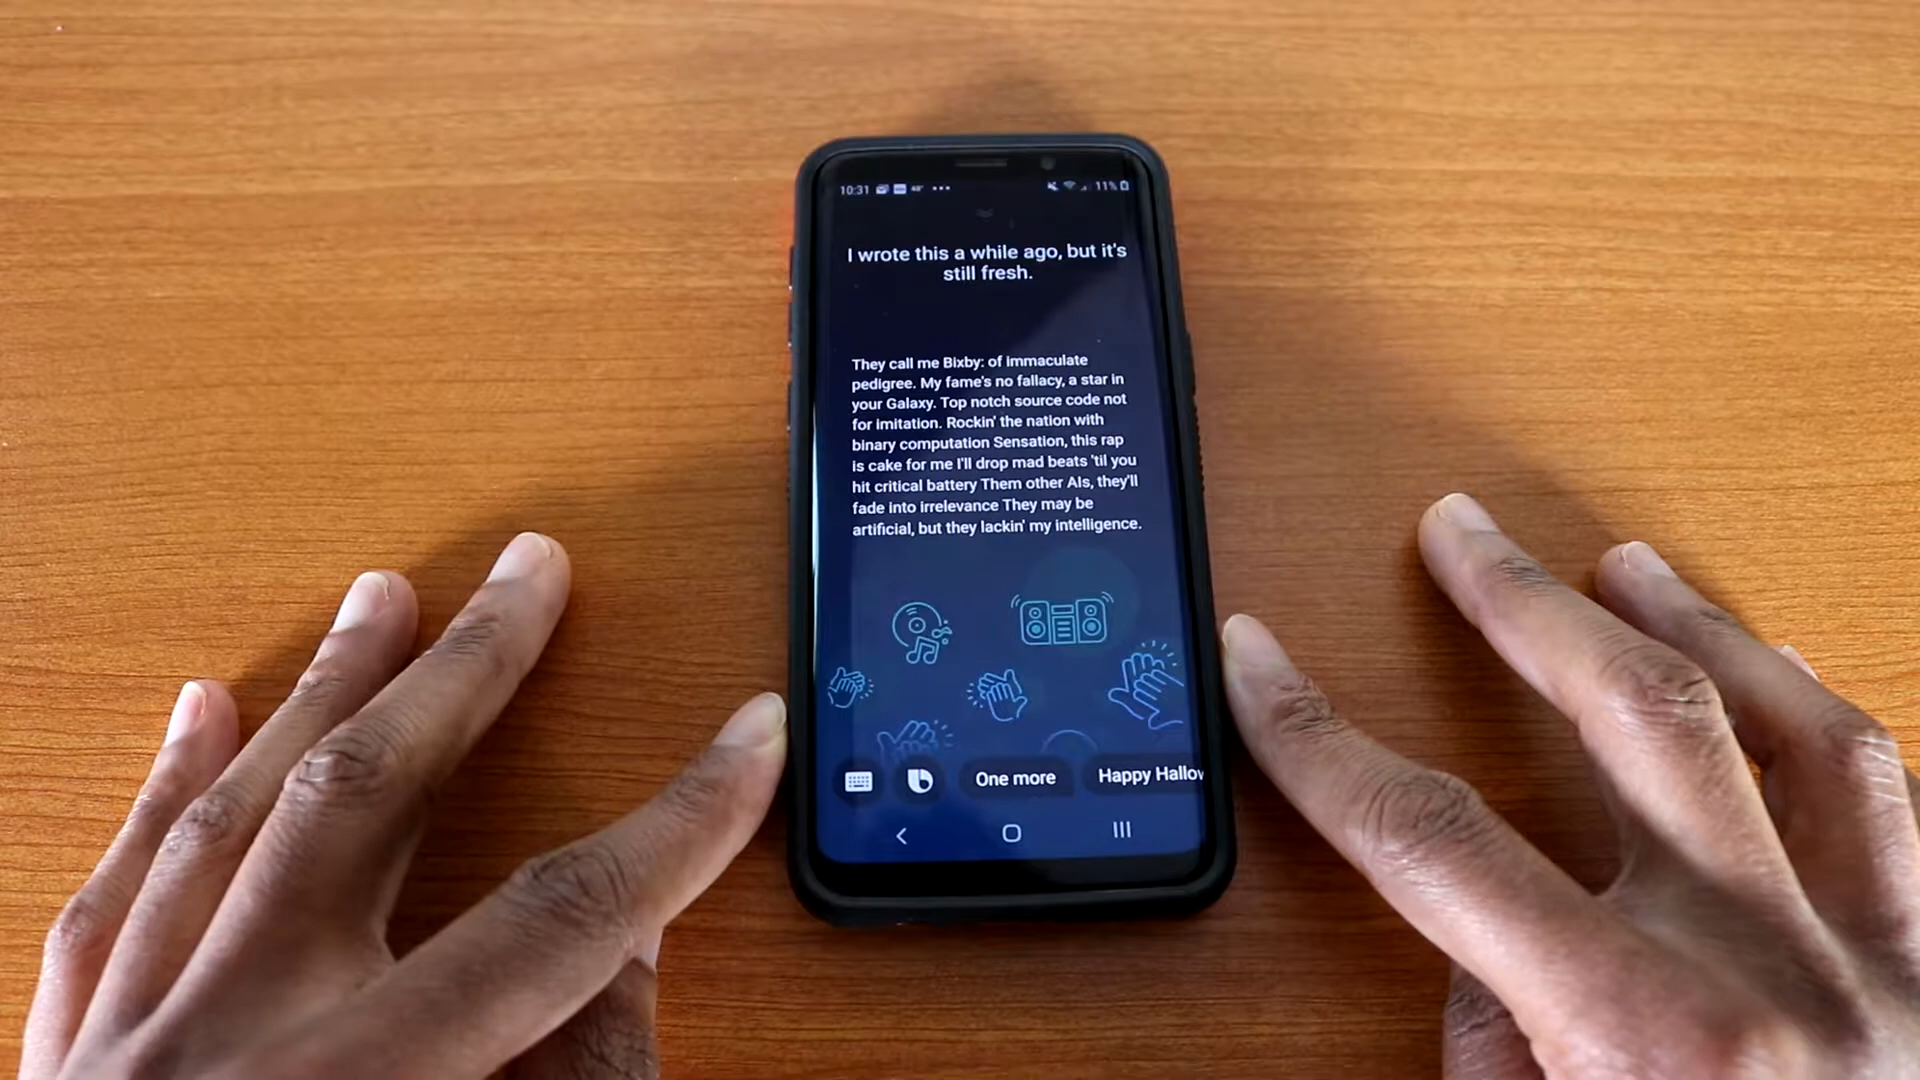 10:31 48° 11%
I wrote this a while ago, but it's
still fresh.
They call me Bixby: of immaculate
pedigree. My fame's no fallacy, a star in
your Galaxy. Top notch source code not
for imitation. Rockin' the nation with
binary computation Sensation, this rap
is cake for me I'll drop mad beats 'til you
hit critical battery Them other AIs, they'll
fade into irrelevance They may be
artificial, but they lackin' my intelligence.
One more Happy Hallow